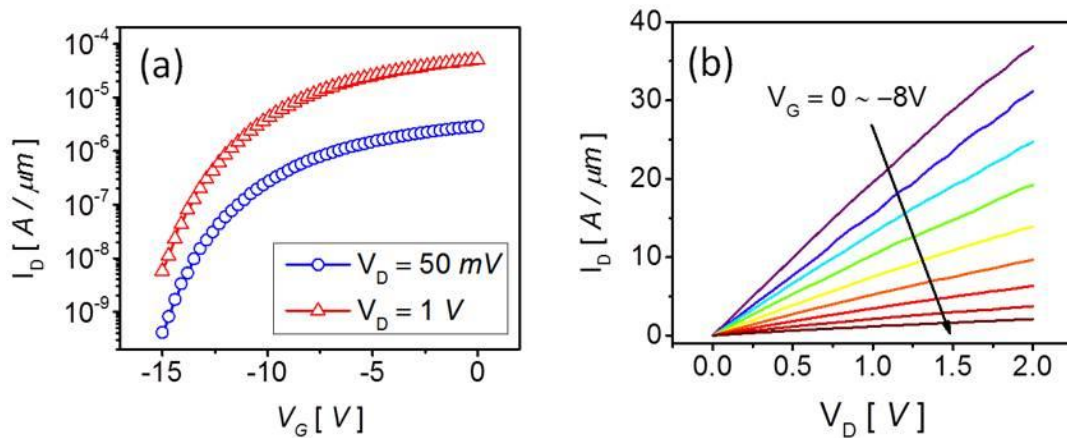 (a)
I_D [ A / μm ]
10⁻⁴
10⁻⁵
10⁻⁶
10⁻⁷
10⁻⁸
10⁻⁹
V_D = 50 mV
V_D = 1 V
-15 -10 -5 0
V_G [ V ]
(b)
I_D [ A / μm ]
40
30
20
10
0
V_G = 0 ~ −8V
0.0 0.5 1.0 1.5 2.0
V_D [ V ]